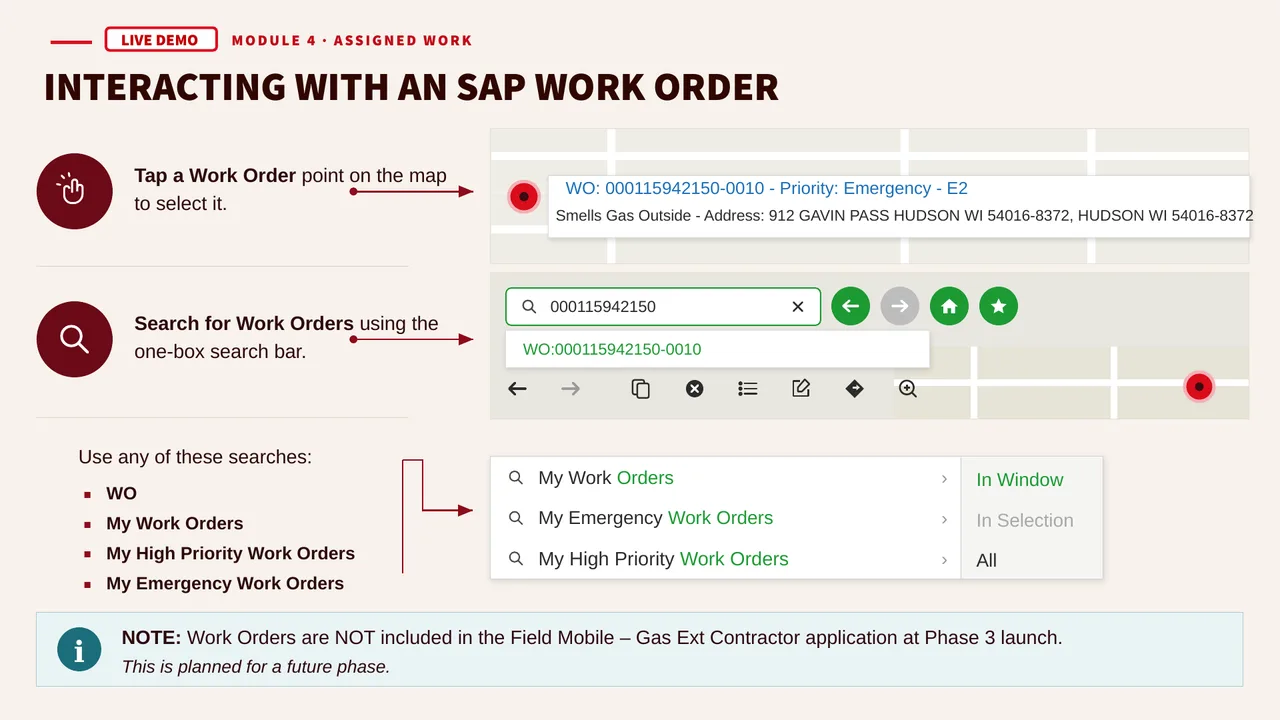 LIVE DEMO
MODULE 4 · ASSIGNED WORK
INTERACTING WITH AN SAP WORK ORDER
Tap a Work Order point on the map
to select it.
WO: 000115942150-0010 - Priority: Emergency - E2
Smells Gas Outside - Address: 912 GAVIN PASS HUDSON WI 54016-8372, HUDSON WI 54016-8372
Search for Work Orders using the
one-box search bar.
000115942150
WO:000115942150-0010
Use any of these searches:
WO
My Work Orders
My High Priority Work Orders
My Emergency Work Orders
My Work Orders
My Emergency Work Orders
My High Priority Work Orders
In Window
In Selection
All
NOTE: Work Orders are NOT included in the Field Mobile – Gas Ext Contractor application at Phase 3 launch.
This is planned for a future phase.